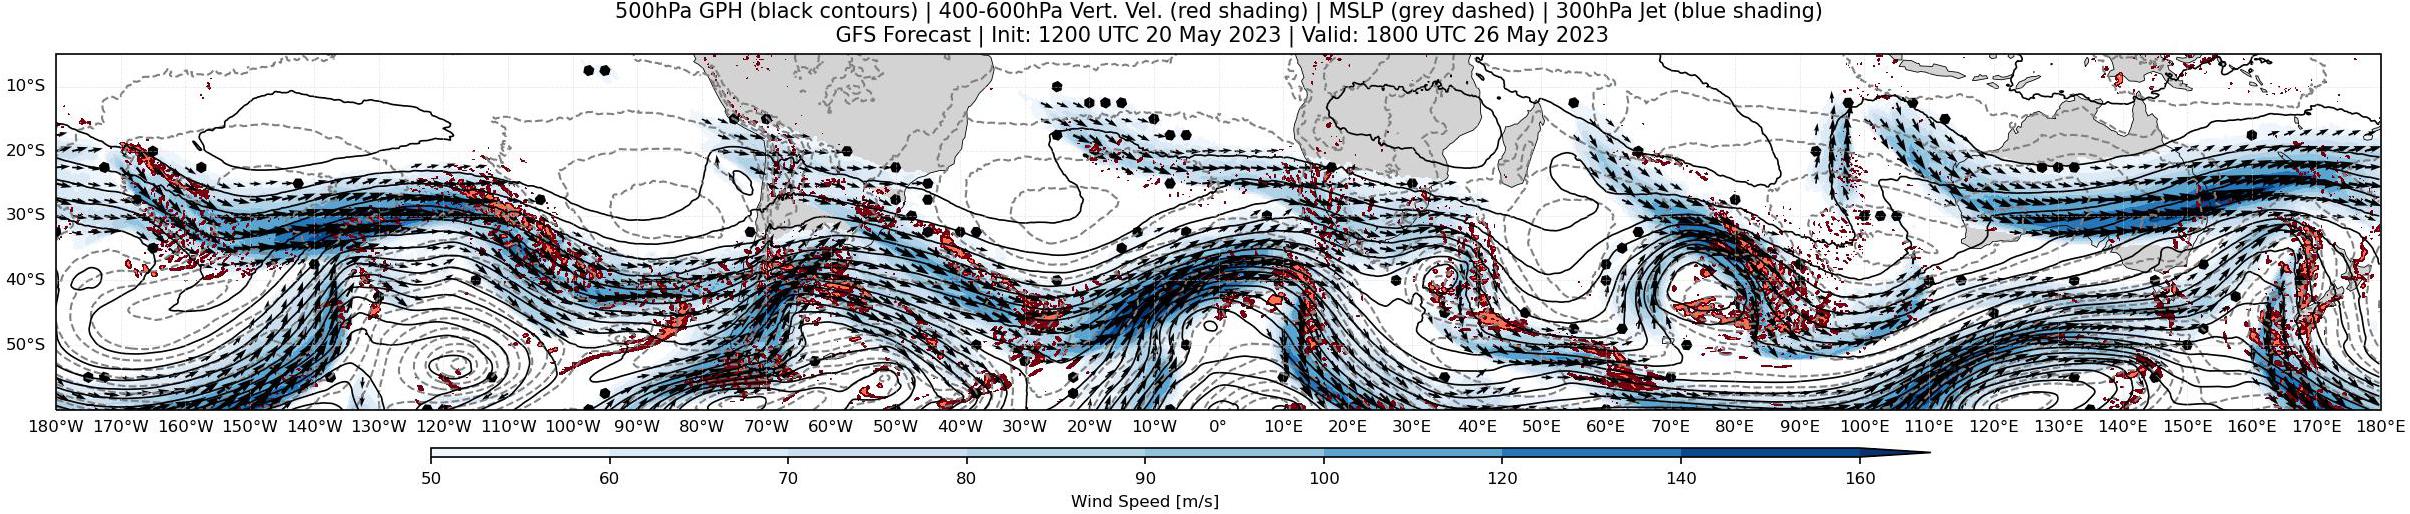 500hPa GPH (black contours) | 400-600hPa Vert. Vel. (red shading) | MSLP (grey dashed) | 300hPa Jet (blue shading)
GFS Forecast | Init: 1200 UTC 20 May 2023 | Valid: 1800 UTC 26 May 2023
10°S
20°S
30°S
40°S
50°S
180°W 170°W 160°W 150°W 140°W 130°W 120°W 110°W 100°W 90°W 80°W 70°W 60°W 50°W 40°W 30°W 20°W 10°W 0° 10°E 20°E 30°E 40°E 50°E 60°E 70°E 80°E 90°E 100°E 110°E 120°E 130°E 140°E 150°E 160°E 170°E 180°E
50 60 70 80 90 100 120 140 160
Wind Speed [m/s]